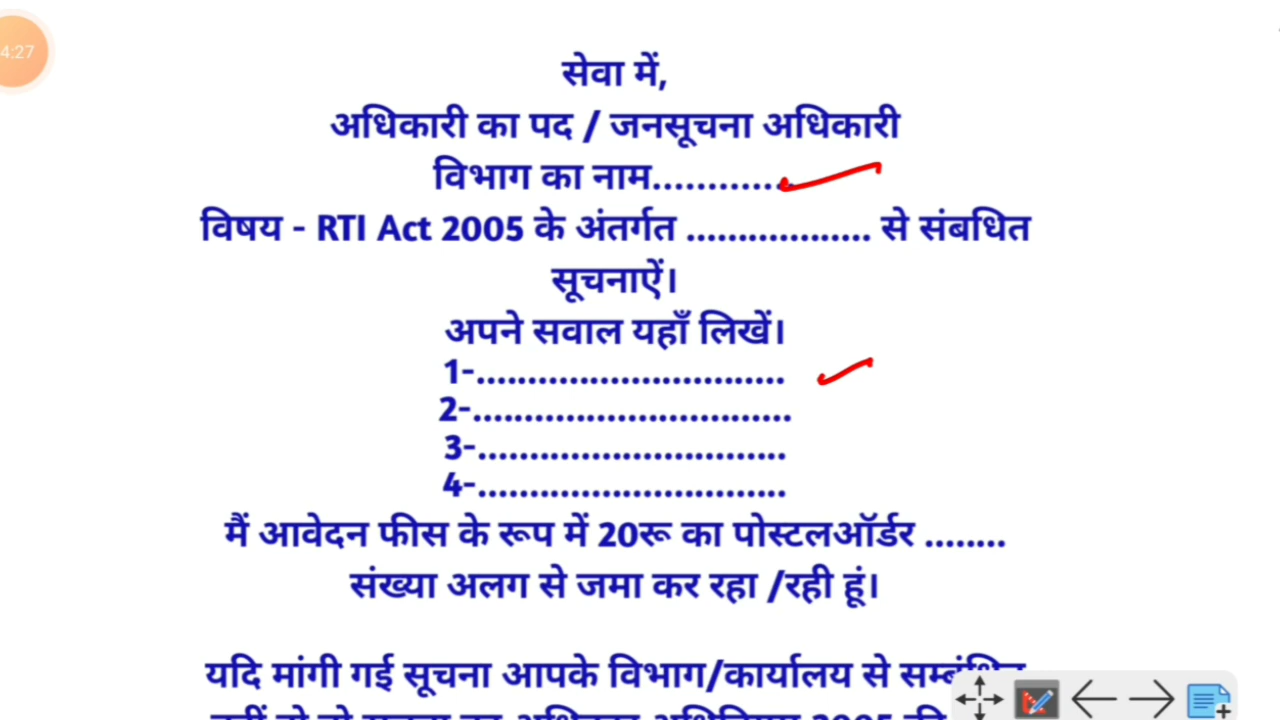 4:27
सेवा में,
अधिकारी का पद / जनसूचना अधिकारी
विभाग का नाम.............
विषय - RTI Act 2005 के अंतर्गत .................. से संबधित
सूचनाऐं।
अपने सवाल यहाँ लिखें।
1-..............................
2-...............................
3-..............................
4-..............................
मैं आवेदन फीस के रूप में 20रू का पोस्टलऑर्डर ........
संख्या अलग से जमा कर रहा /रही हूं।
यदि मांगी गई सूचना आपके विभाग/कार्यालय से सम्बंधित